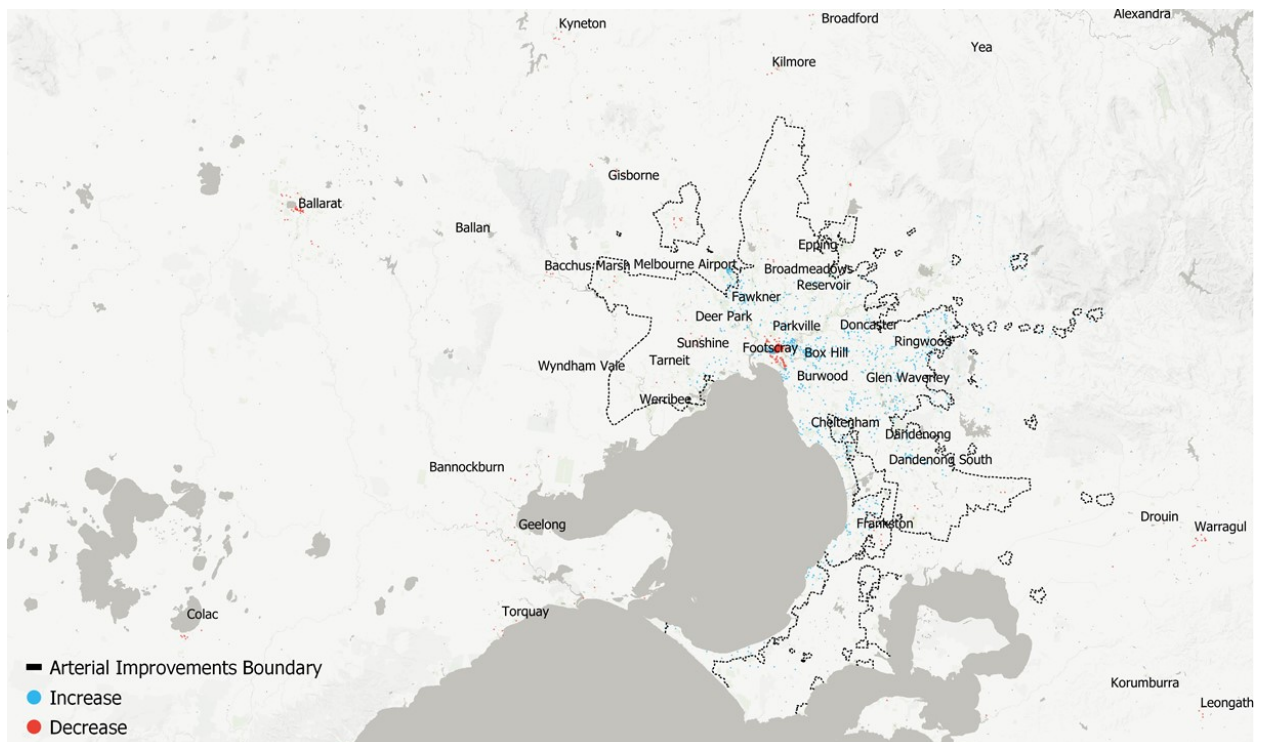 Alexandra
Broadford
Kyneton
Yea
Kilmore
Gisborne
Ballarat
Ballan
Epping
Bacchus Marsh
Melbourne Airport
Broadmeadows
Reservoir
Fawkner
Deer Park
Parkville
Doncaster
Sunshine
Footscray
Ringwood
Box Hill
Tarneit
Wyndham Vale
Burwood
Glen Waverley
Werribee
Cheltenham
Dandenong
Dandenong South
Bannockburn
Geelong
Frankston
Drouin
Warragul
Colac
Torquay
Arterial Improvements Boundary
Increase
Decrease
Korumburra
Leongath